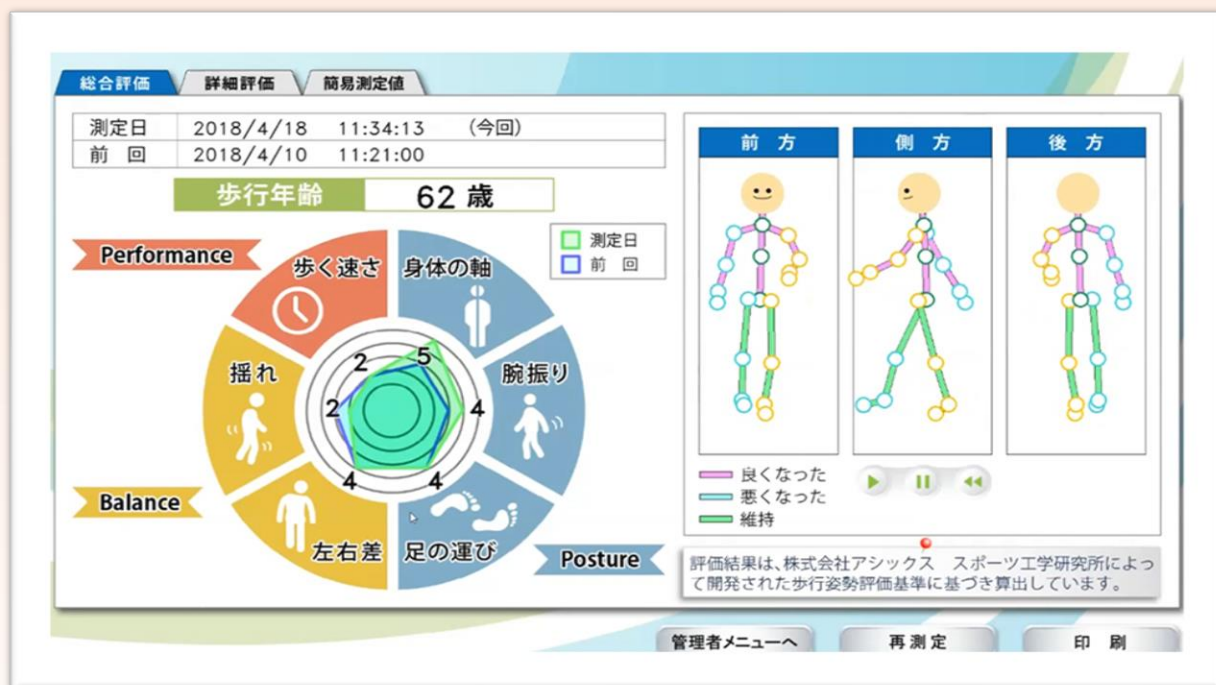 総合評価
詳細評価
簡易測定値
測定日 2018/4/18 11:34:13 (今回)
前 回 2018/4/10 11:21:00
歩行年齢 62 歳
測定日
前 回
Performance
歩く速さ
身体の軸
揺れ
腕振り
2
5
2
4
4
4
Balance
左右差
足の運び
Posture
前 方
側 方
後 方
良くなった
悪くなった
維持
評価結果は、株式会社アシックス スポーツ工学研究所によっ
て開発された歩行姿勢評価基準に基づき算出しています。
管理者メニューへ
再 測 定
印 刷